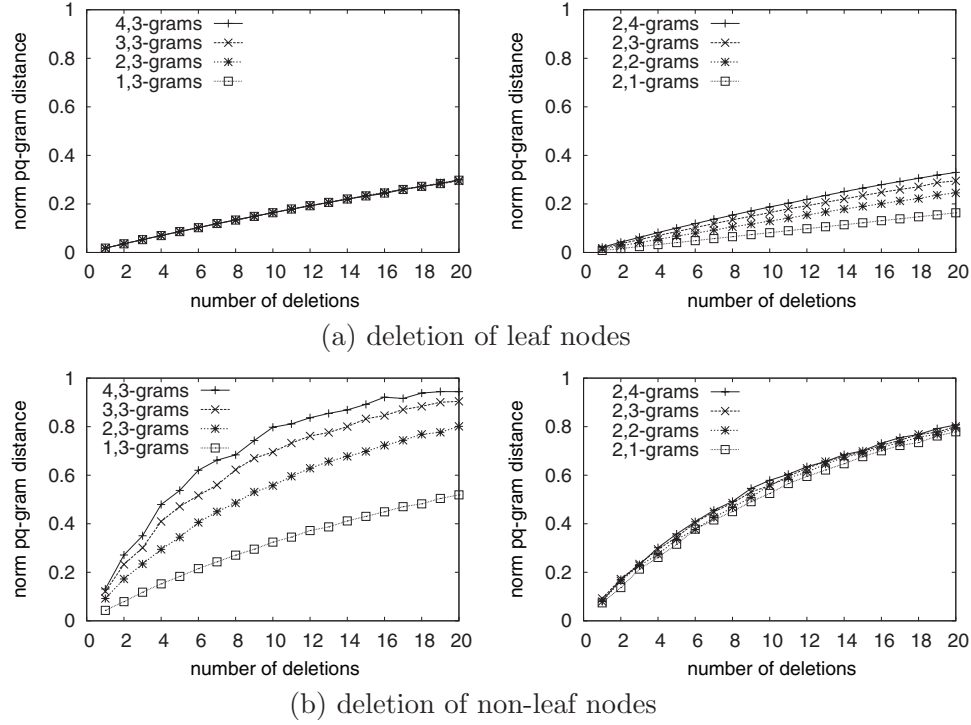 norm pq-gram distance
1
0.8
0.6
0.4
0.2
0
4,3-grams
3,3-grams
2,3-grams
1,3-grams
0 2 4 6 8 10 12 14 16 18 20
number of deletions
norm pq-gram distance
1
0.8
0.6
0.4
0.2
0
2,4-grams
2,3-grams
2,2-grams
2,1-grams
0 2 4 6 8 10 12 14 16 18 20
number of deletions
(a) deletion of leaf nodes
norm pq-gram distance
1
0.8
0.6
0.4
0.2
0
4,3-grams
3,3-grams
2,3-grams
1,3-grams
0 2 4 6 8 10 12 14 16 18 20
number of deletions
norm pq-gram distance
1
0.8
0.6
0.4
0.2
0
2,4-grams
2,3-grams
2,2-grams
2,1-grams
0 2 4 6 8 10 12 14 16 18 20
number of deletions
(b) deletion of non-leaf nodes